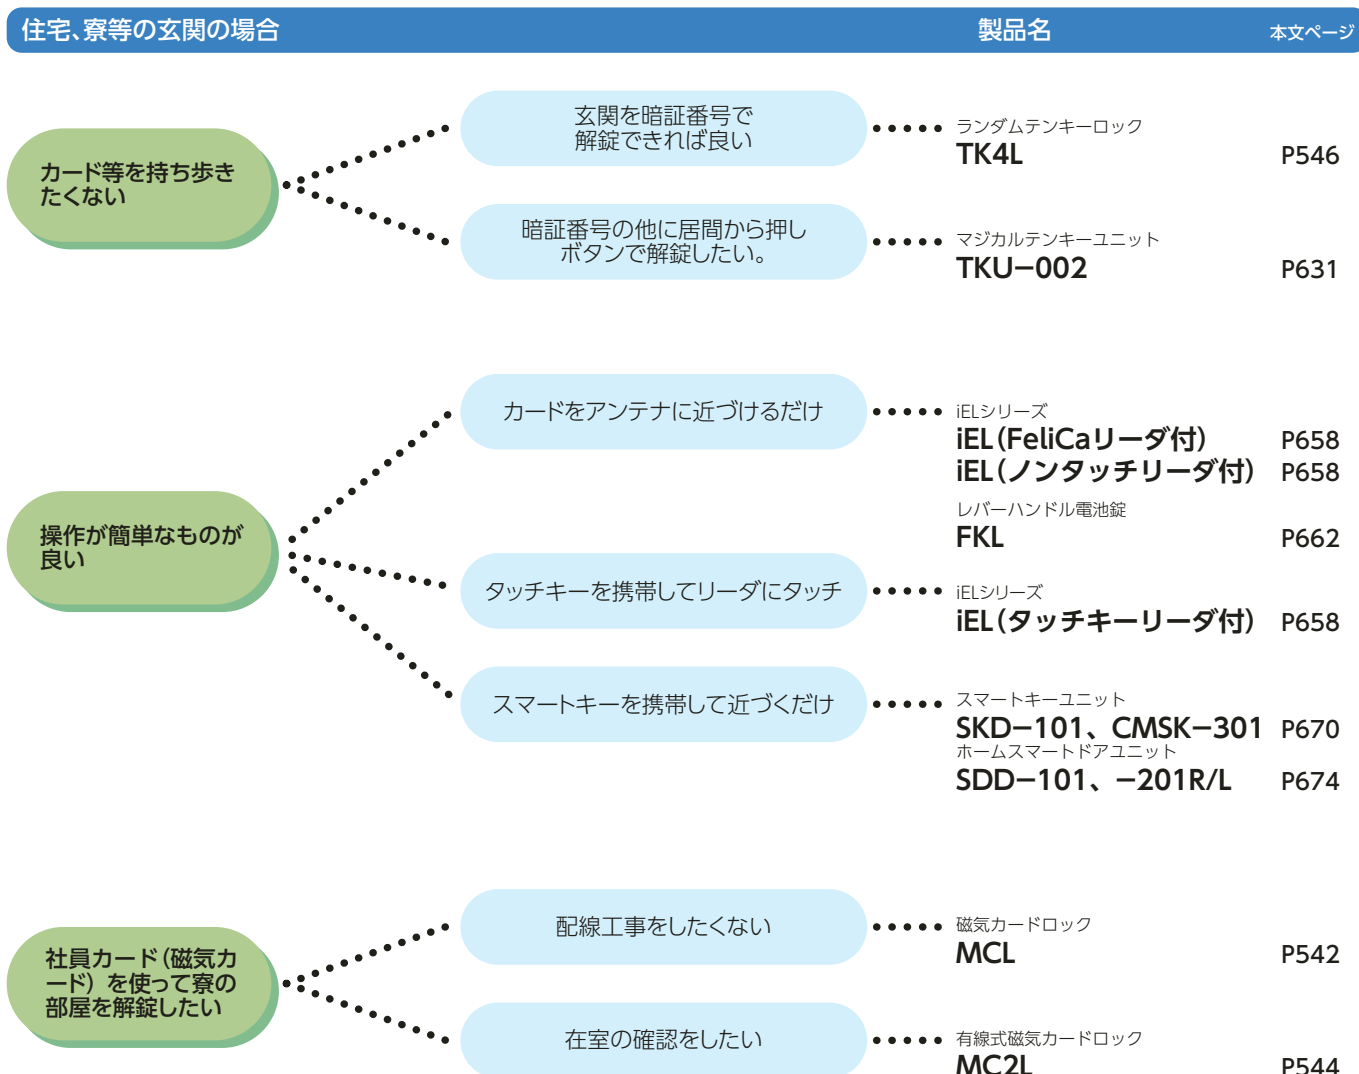 住宅、寮等の玄関の場合 製品名 本文ページ
カード等を持ち歩き
たくない
玄関を暗証番号で
解錠できれば良い
ランダムテンキーロック
TK4L P546
暗証番号の他に居間から押し
ボタンで解錠したい。
マジカルテンキーユニット
TKU−002 P631
操作が簡単なものが
良い
カードをアンテナに近づけるだけ
iELシリーズ
iEL(FeliCaリーダ付) P658
iEL(ノンタッチリーダ付) P658
レバーハンドル電池錠
FKL P662
タッチキーを携帯してリーダにタッチ
iELシリーズ
iEL(タッチキーリーダ付) P658
スマートキーを携帯して近づくだけ
スマートキーユニット
SKD−101、CMSK−301 P670
ホームスマートドアユニット
SDD−101、−201R/L P674
社員カード(磁気カ
ード)を使って寮の
部屋を解錠したい
配線工事をしたくない
磁気カードロック
MCL P542
在室の確認をしたい
有線式磁気カードロック
MC2L P544